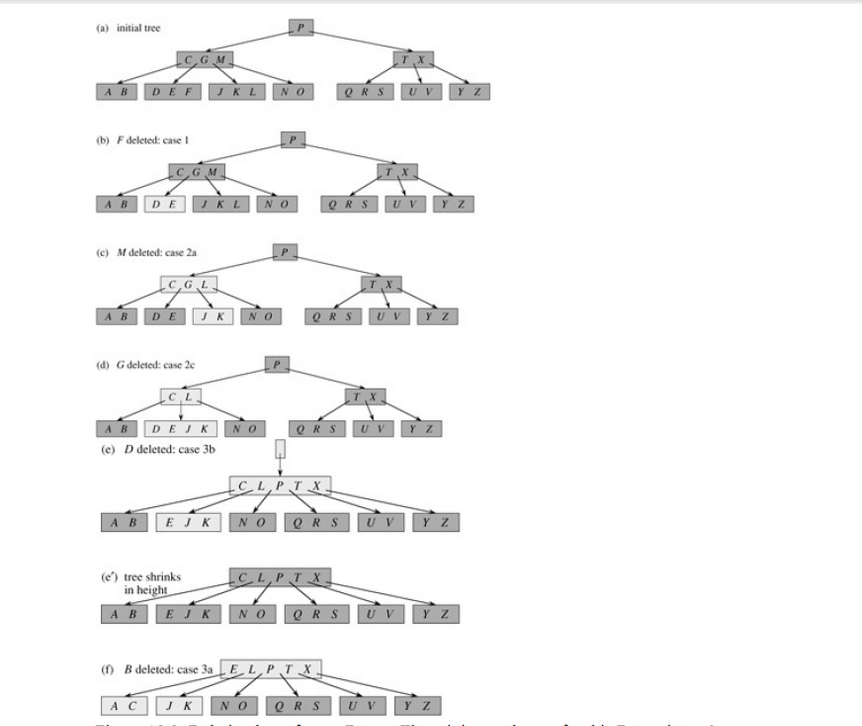 (a) initial tree
P
C G M
T X
A B
D E F
J K L
N O
Q R S
U V
Y Z
(b) F deleted: case 1
P
C G M
T X
A B
D E
J K L
N O
Q R S
U V
Y Z
(c) M deleted: case 2a
P
C G L
T X
A B
D E
J K
N O
Q R S
U V
Y Z
(d) G deleted: case 2c
P
C L
T X
A B
D E J K
N O
Q R S
U V
Y Z
(e) D deleted: case 3b
C L P T X
A B
E J K
N O
Q R S
U V
Y Z
(e′) tree shrinks
in height
C L P T X
A B
E J K
N O
Q R S
U V
Y Z
(f) B deleted: case 3a
E L P T X
A C
J K
N O
Q R S
U V
Y Z